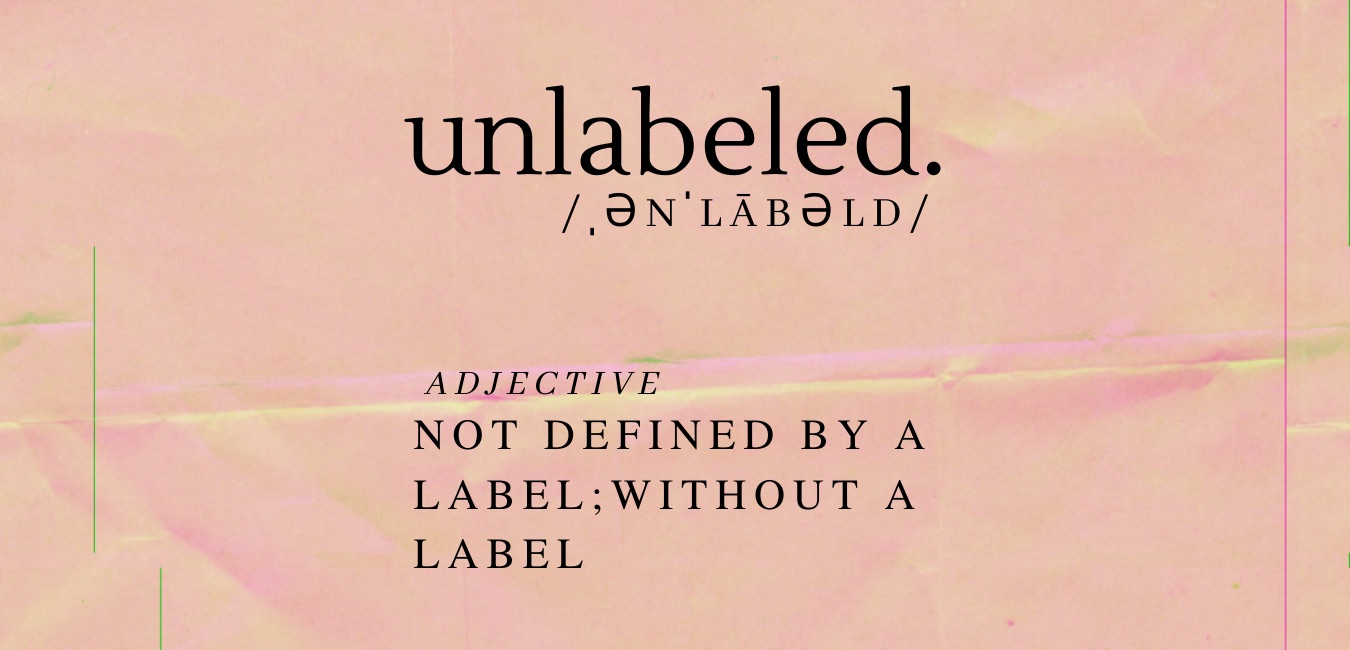 unlabeled.
/ˌƏNˈLĀBƏLD/
ADJECTIVE
NOT DEFINED BY A
LABEL;WITHOUT A
LABEL